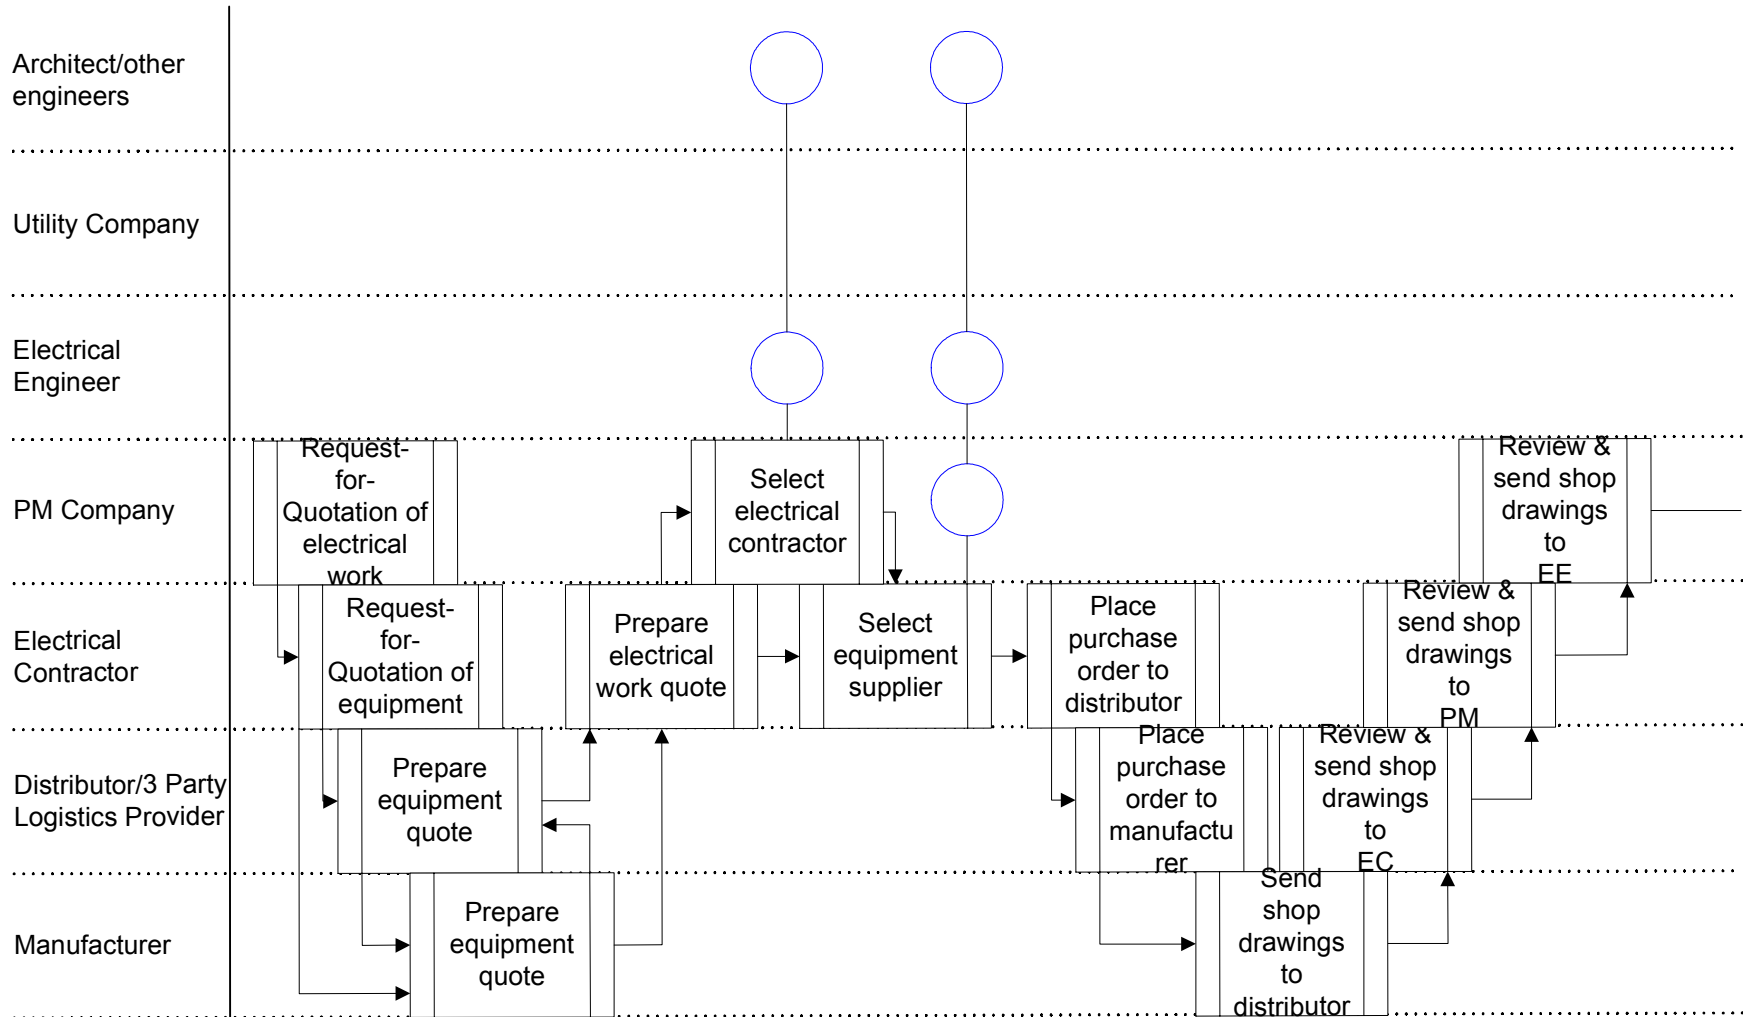 Architect/other
engineers
Utility Company
Electrical
Engineer
PM Company
Request-
for-
Quotation of
electrical
work
Select
electrical
contractor
Review &
send shop
drawings
to
EE
Electrical
Contractor
Request-
for-
Quotation of
equipment
Prepare
electrical
work quote
Select
equipment
supplier
Place
purchase
order to
distributor
Review &
send shop
drawings
to
PM
Distributor/3 Party
Logistics Provider
Prepare
equipment
quote
Place
purchase
order to
manufactu
rer
Review &
send shop
drawings
to
EC
Manufacturer
Prepare
equipment
quote
Send
shop
drawings
to
distributor